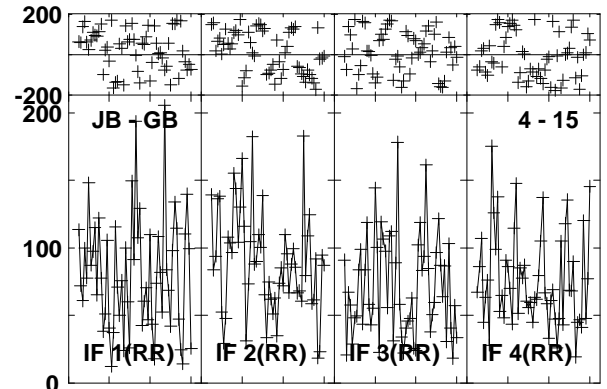 200
-200
200
JB - GB
4 - 15
100
IF 1(RR)
IF 2(RR)
IF 3(RR)
IF 4(RR)
0